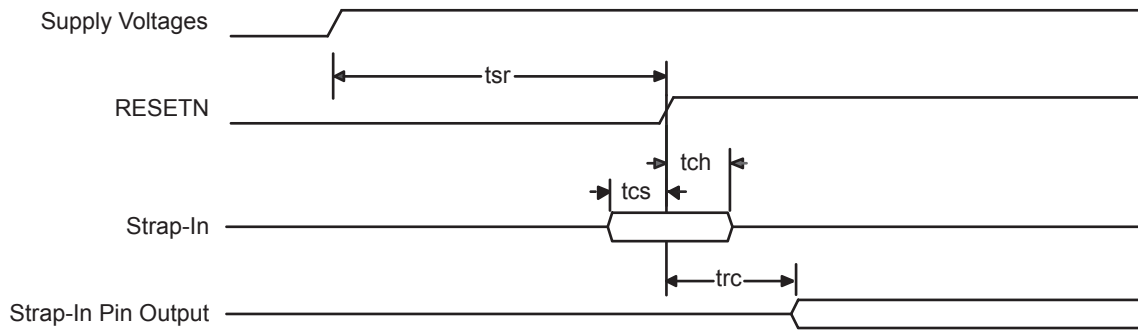 Supply Voltages
tsr
RESETN
tch
tcs
Strap-In
trc
Strap-In Pin Output